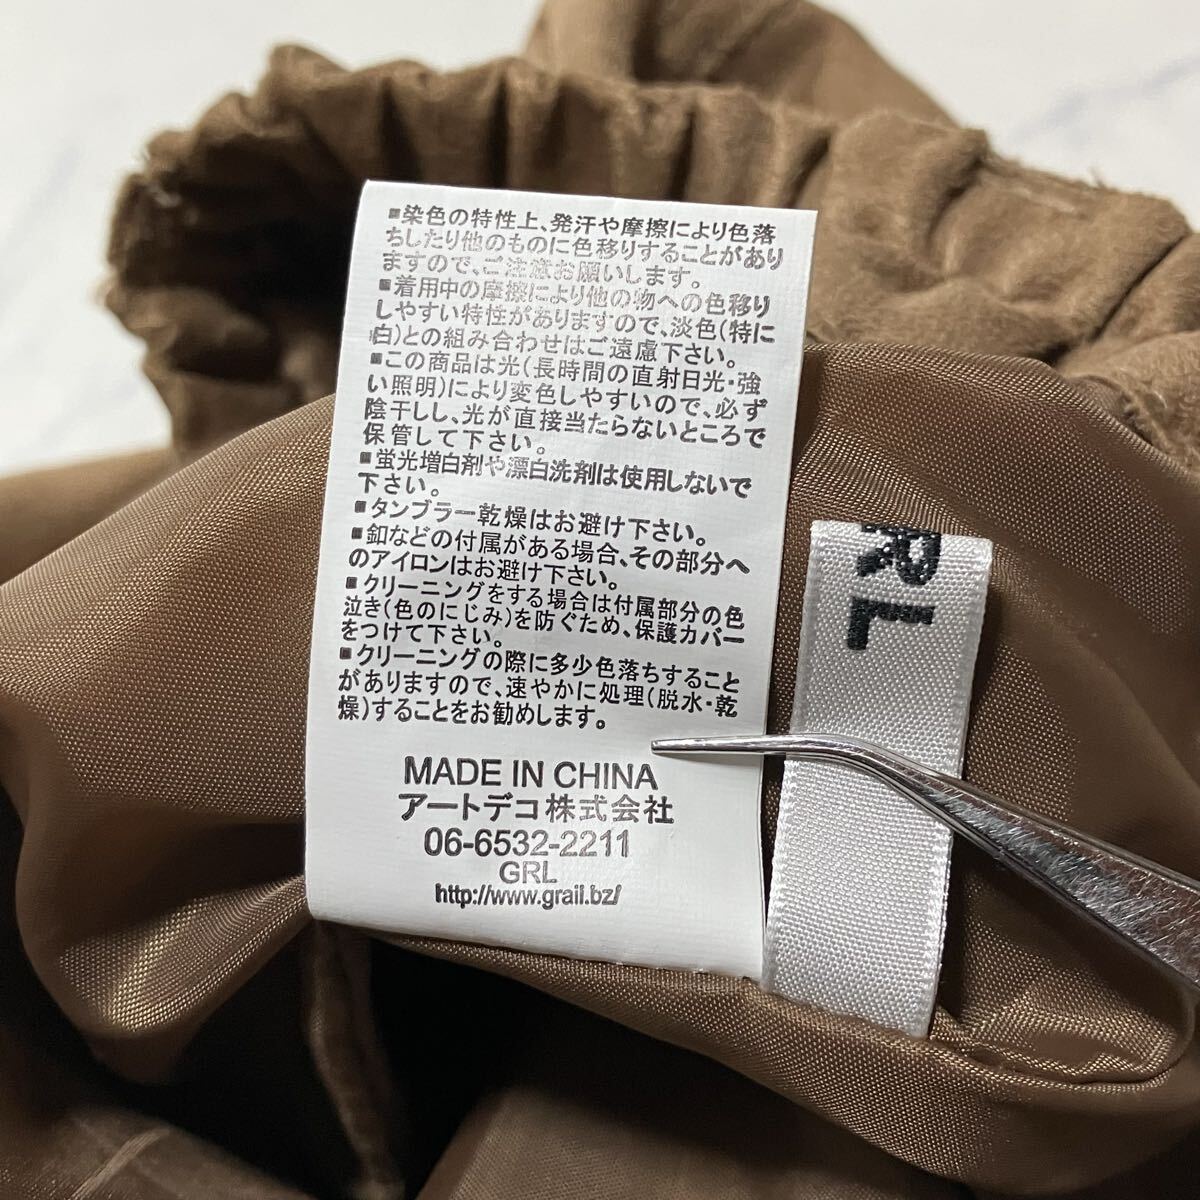 ■染色の特性上、発汗や摩擦により色落
ちしたり他のものに色移りすることがあり
ますので、ご注意お願いします。
■着用中の摩擦により他の物への色移り
しやすい特性がありますので、淡色(特に
白)との組み合わせはご遠慮下さい。
■この商品は光(長時間の直射日光・強
い照明)により変色しやすいので、必ず
陰干しし、光が直接当たらないところで
保管して下さい。
■蛍光増白剤や漂白洗剤は使用しないで
下さい。
■タンブラー乾燥はお避け下さい。
■釦などの付属がある場合、その部分へ
のアイロンはお避け下さい。
■クリーニングをする場合は付属部分の色
泣き(色のにじみ)を防ぐため、保護カバー
をつけて下さい。
■クリーニングの際に多少色落ちすること
がありますので、速やかに処理(脱水・乾
燥)することをお勧めします。
MADE IN CHINA
アートデコ株式会社
06-6532-2211
GRL
http://www.grail.bz/
RL